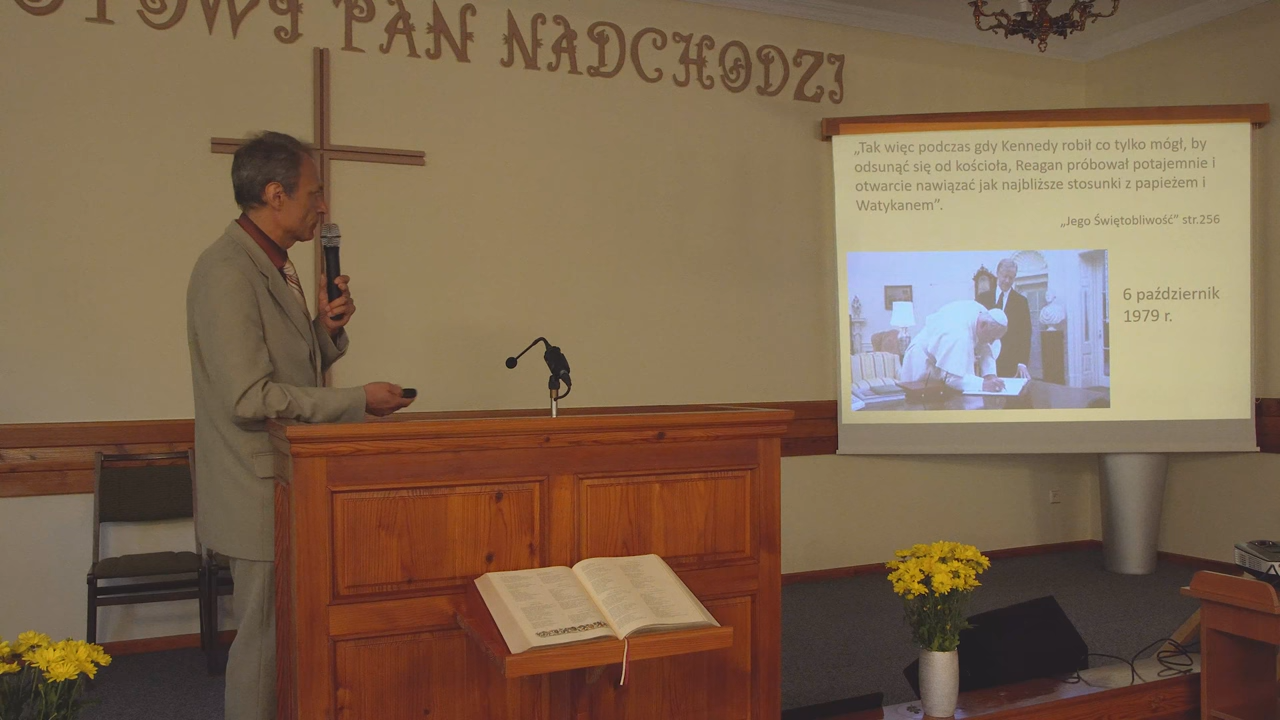 OTOWY PAN NADCHODZI
„Tak więc podczas gdy Kennedy robił co tylko mógł, by
odsunąć się od kościoła, Reagan próbował potajemnie i
otwarcie nawiązać jak najbliższe stosunki z papieżem i
Watykanem”.
„Jego Świętobliwość” str.256
6 październik
1979 r.